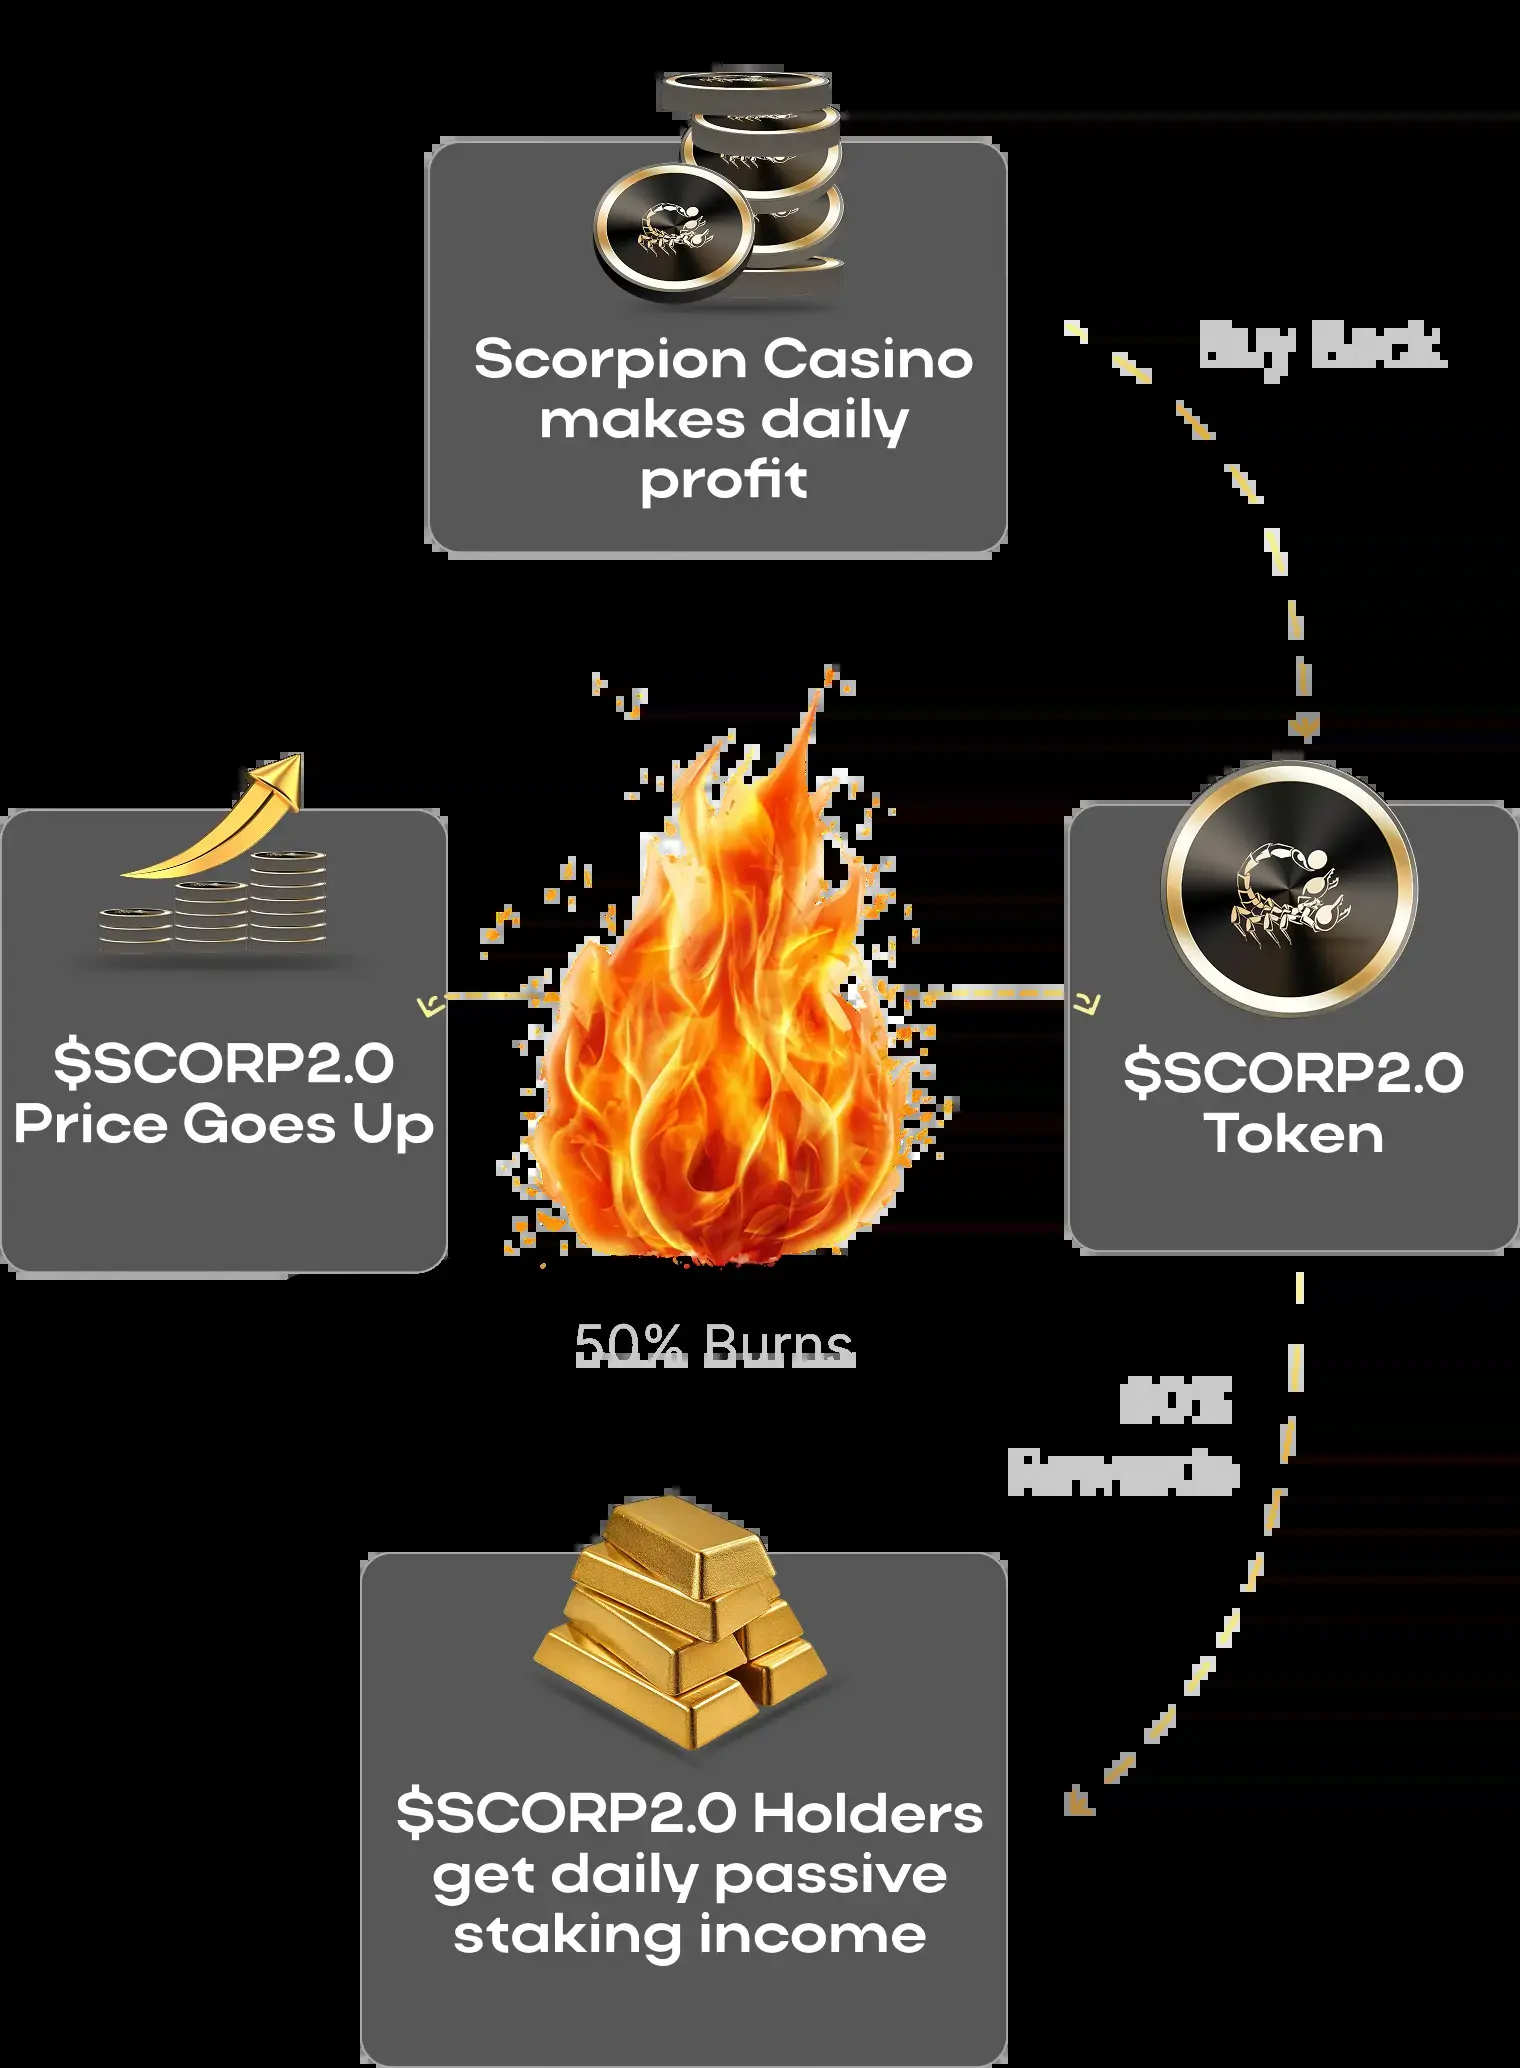 Scorpion Casino
makes daily
profit
Buy Back
$SCORP2.0
Price Goes Up
$SCORP2.0
Token
50% Burns
Rewards
$SCORP2.0 Holders
get daily passive
staking income